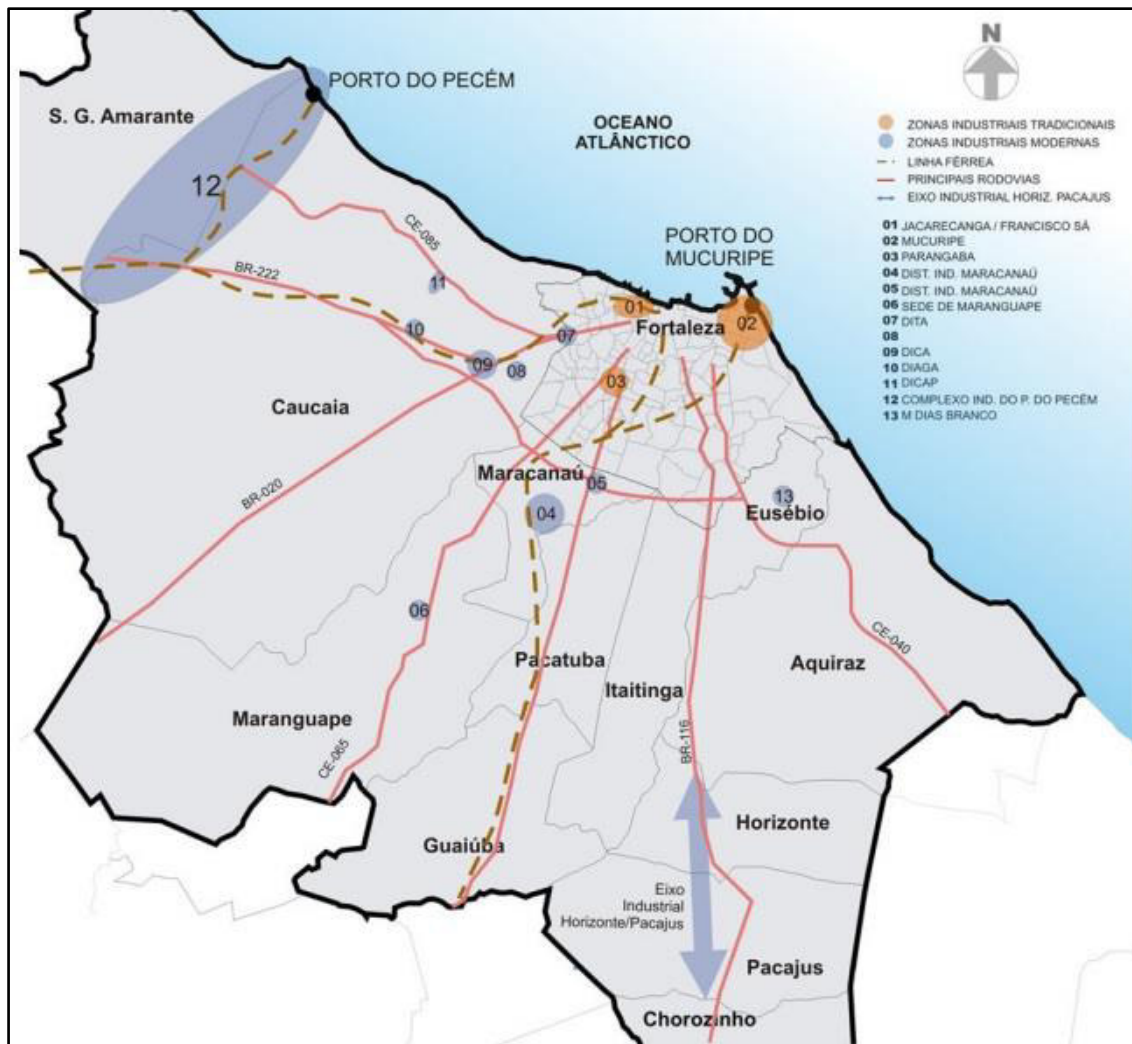 PORTO DO PECÉM
S. G. Amarante
OCEANO
ATLÂNCTICO
N
ZONAS INDUSTRIAIS TRADICIONAIS
ZONAS INDUSTRIAIS MODERNAS
LINHA FÉRREA
PRINCIPAIS RODOVIAS
EIXO INDUSTRIAL HORIZ. PACAJUS
01 JACARECANGA / FRANCISCO SÁ
02 MUCURIPE
03 PARANGABA
04 DIST. IND. MARACANAÚ
05 DIST. IND. MARACANAÚ
06 SEDE DE MARANGUAPE
07 DITA
08
09 DICA
10 DIAGA
11 DICAP
12 COMPLEXO IND. DO P. DO PECÉM
13 M DIAS BRANCO
12
CE-085
PORTO DO
MUCURIPE
BR-222
11
01
Fortaleza
02
10
07
09
08
03
Caucaia
BR-020
Maracanaú
05
04
13
Eusébio
06
CE-040
Pacatuba
Aquiraz
Itaitinga
Maranguape
CE-065
BR-116
Horizonte
Guaiúba
Eixo
Industrial
Horizonte/Pacajus
Pacajus
Chorozinho